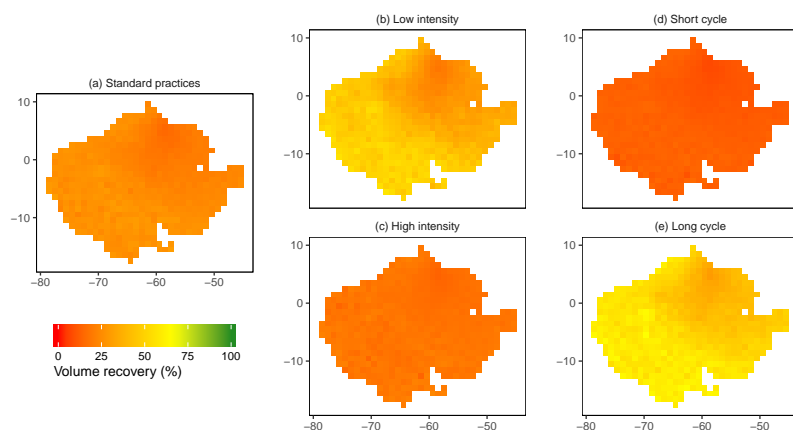 (a) Standard practices
10
0
−10
−80 −70 −60 −50
0 25 50 75 100
Volume recovery (%)
(b) Low intensity
10
0
−10
(c) High intensity
10
0
−10
−80 −70 −60 −50
(d) Short cycle
10
0
−10
(e) Long cycle
10
0
−10
−80 −70 −60 −50